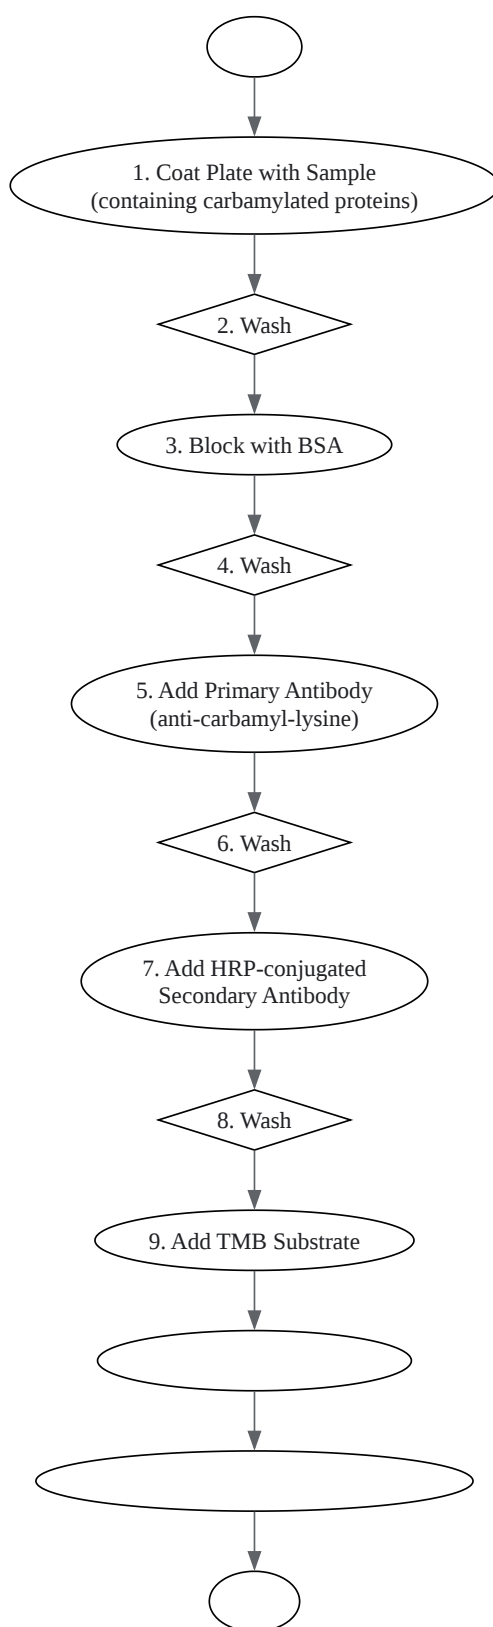 1. Coat Plate with Sample
(containing carbamylated proteins)
2. Wash
3. Block with BSA
4. Wash
5. Add Primary Antibody
(anti-carbamyl-lysine)
6. Wash
7. Add HRP-conjugated
Secondary Antibody
8. Wash
9. Add TMB Substrate